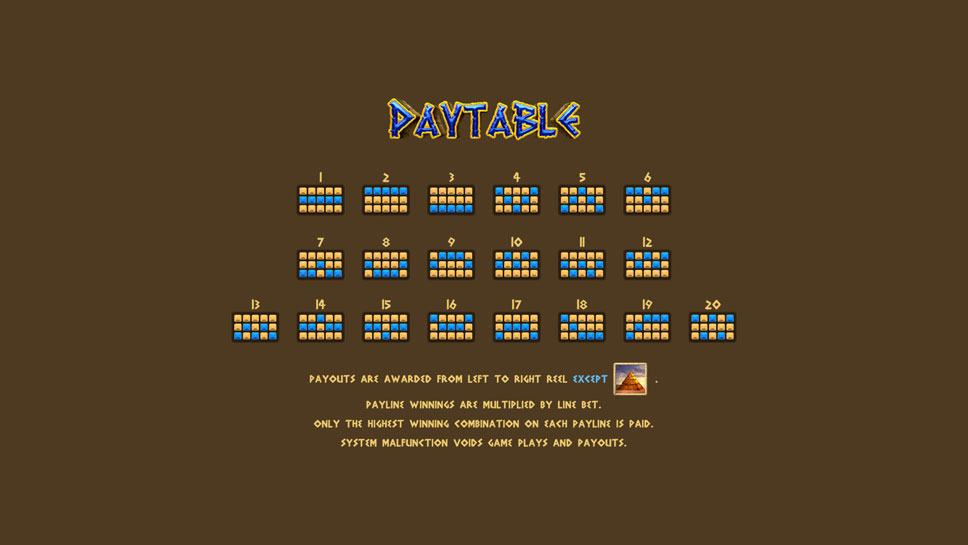 PAYTABLE
1 2 3 4 5 6
7 8 9 10 11 12
13 14 15 16 17 18 19 20
PAYOUTS ARE AWARDED FROM LEFT TO RIGHT REEL EXCEPT .
PAYLINE WINNINGS ARE MULTIPLIED BY LINE BET.
ONLY THE HIGHEST WINNING COMBINATION ON EACH PAYLINE IS PAID.
SYSTEM MALFUNCTION VOIDS GAME PLAYS AND PAYOUTS.